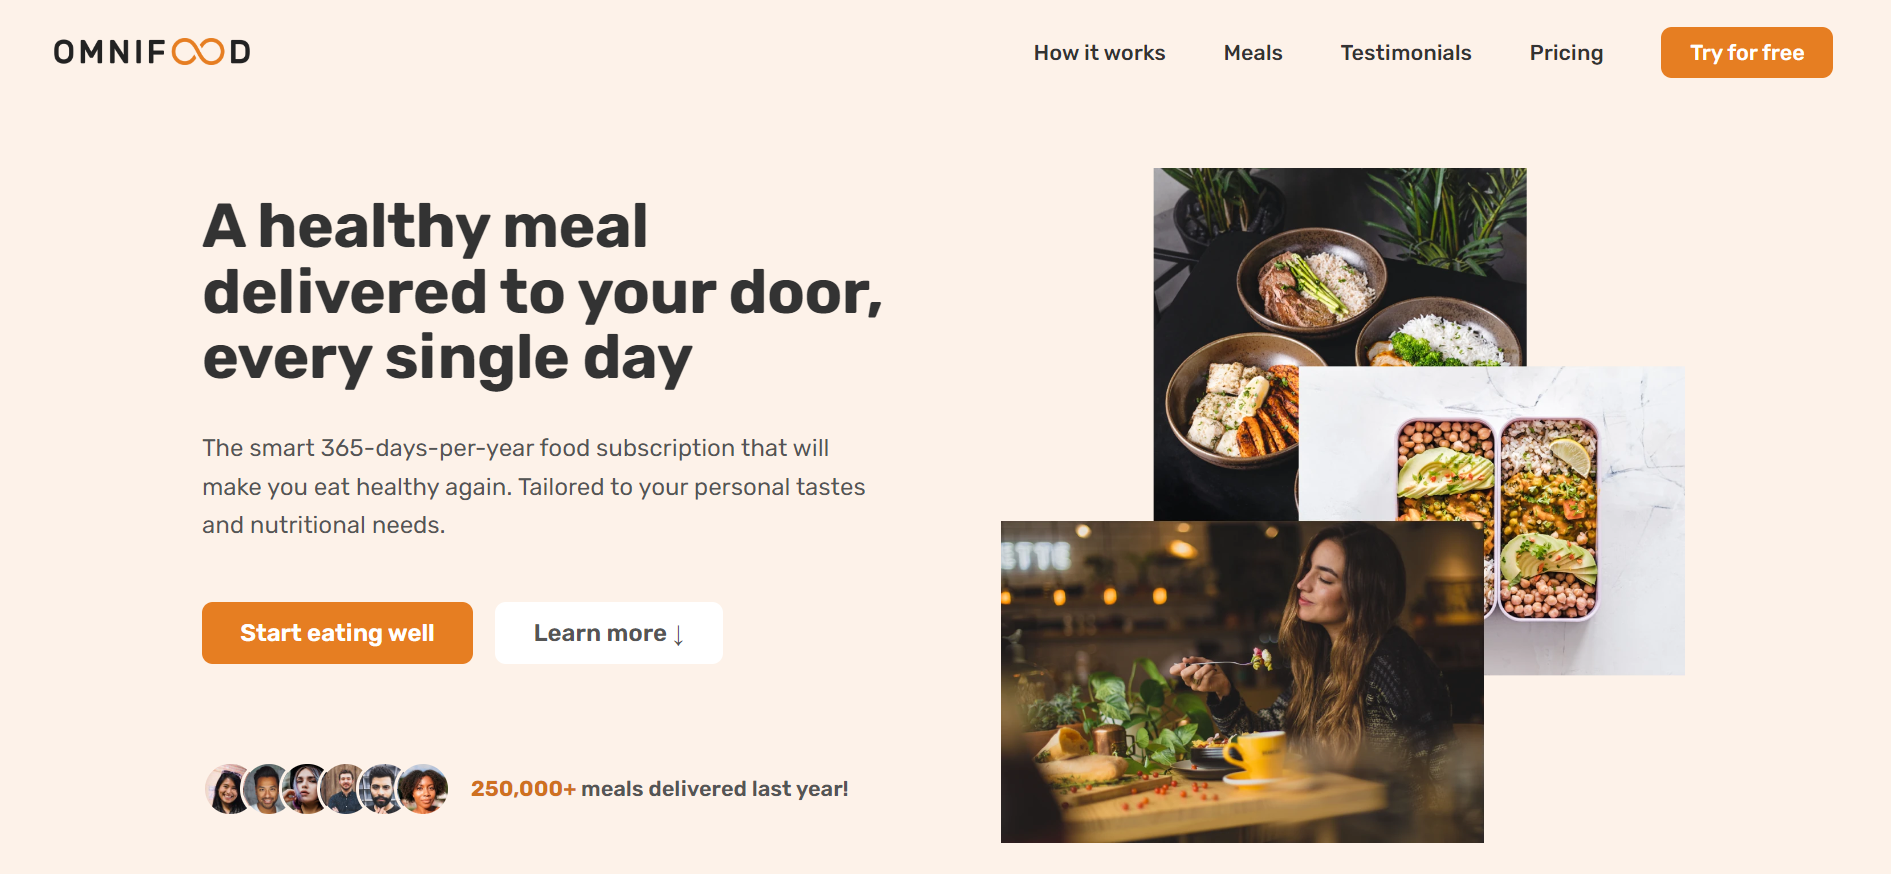 OMNIFOOD
How it works
Meals
Testimonials
Pricing
Try for free
A healthy meal
delivered to your door,
every single day
The smart 365-days-per-year food subscription that will
make you eat healthy again. Tailored to your personal tastes
and nutritional needs.
Start eating well
Learn more ↓
250,000+ meals delivered last year!
ETTE